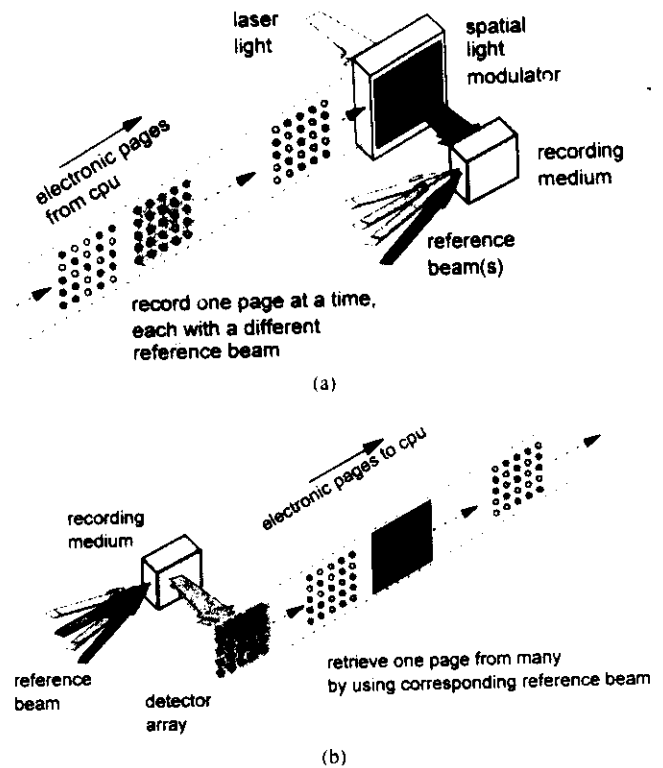 laser
light
spatial
light
modulator
electronic pages
from cpu
recording
medium
reference
beam(s)
record one page at a time,
each with a different
reference beam
(a)
electronic pages to cpu
recording
medium
reference
beam
detector
array
retrieve one page from many
by using corresponding reference beam
(b)